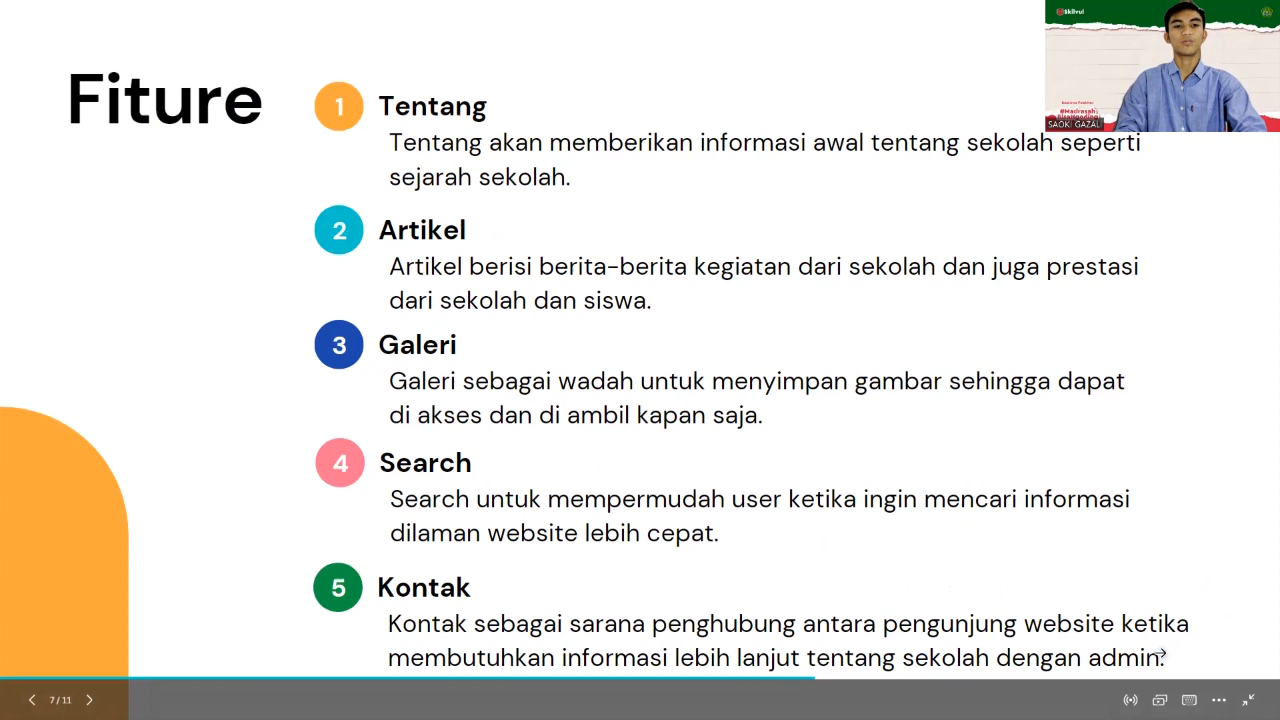 Fiture
1 Tentang
Tentang akan memberikan informasi awal tentang sekolah seperti
sejarah sekolah.
2 Artikel
Artikel berisi berita-berita kegiatan dari sekolah dan juga prestasi
dari sekolah dan siswa.
3 Galeri
Galeri sebagai wadah untuk menyimpan gambar sehingga dapat
di akses dan di ambil kapan saja.
4 Search
Search untuk mempermudah user ketika ingin mencari informasi
dilaman website lebih cepat.
5 Kontak
Kontak sebagai sarana penghubung antara pengunjung website ketika
membutuhkan informasi lebih lanjut tentang sekolah dengan admin.
Skilvul
#Madrasah
SAOKI GAZALI
7 / 11